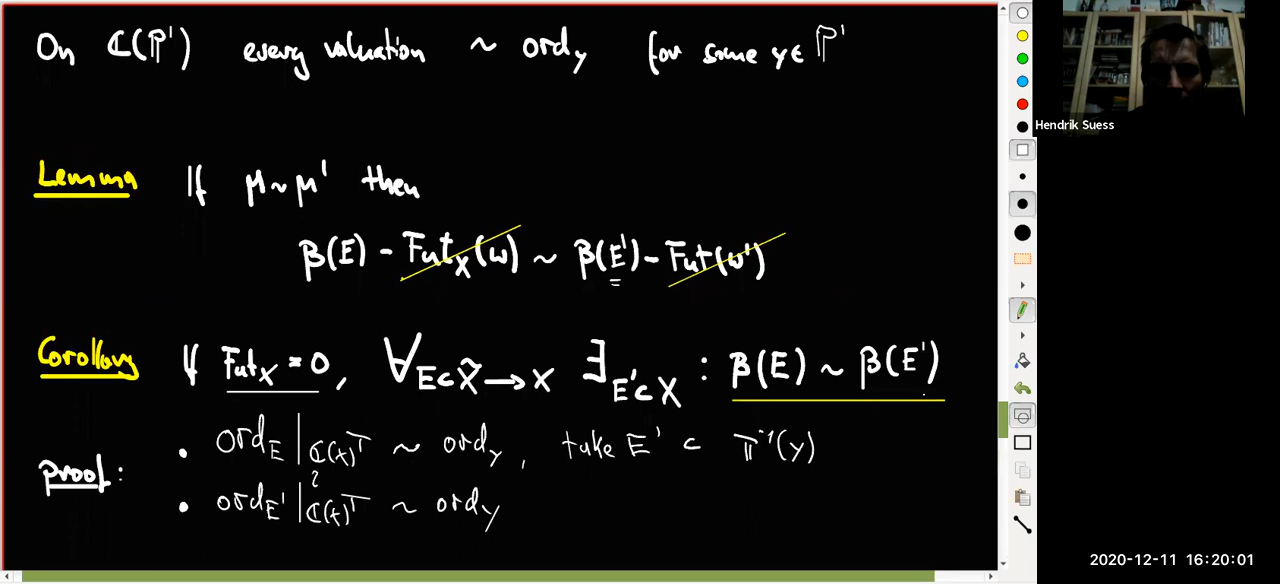 On ℂ(ℙ¹) every valuation ~ ord_y for some y ∈ ℙ¹
Hendrik Suess
Lemma If μ ~ μ' then
β(E) - Fut_X(w) ~ β(E') - Fut(w')
Corollary If Fut_X = 0, ∀_{E ⊂ X̃ → X} ∃_{E' ⊂ X} : β(E) ~ β(E')
Proof: • ord_E |_{ℂ(X)^T} ~ ord_y, take E' ⊂ π⁻¹(y)
• ord_{E'} |_{ℂ(X)^T} ~ ord_y
2020-12-11 16:20:01